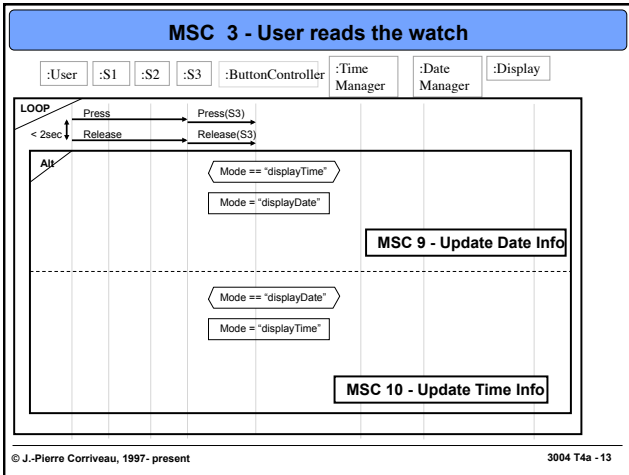 MSC 3 - User reads the watch
:User :S1 :S2 :S3 :ButtonController :Time Manager :Date Manager :Display
LOOP
Press Press(S3)
< 2sec
Release Release(S3)
Alt
Mode == “displayTime”
Mode = “displayDate”
MSC 9 - Update Date Info
Mode == “displayDate”
Mode = “displayTime”
MSC 10 - Update Time Info
© J.-Pierre Corriveau, 1997- present 3004 T4a - 13